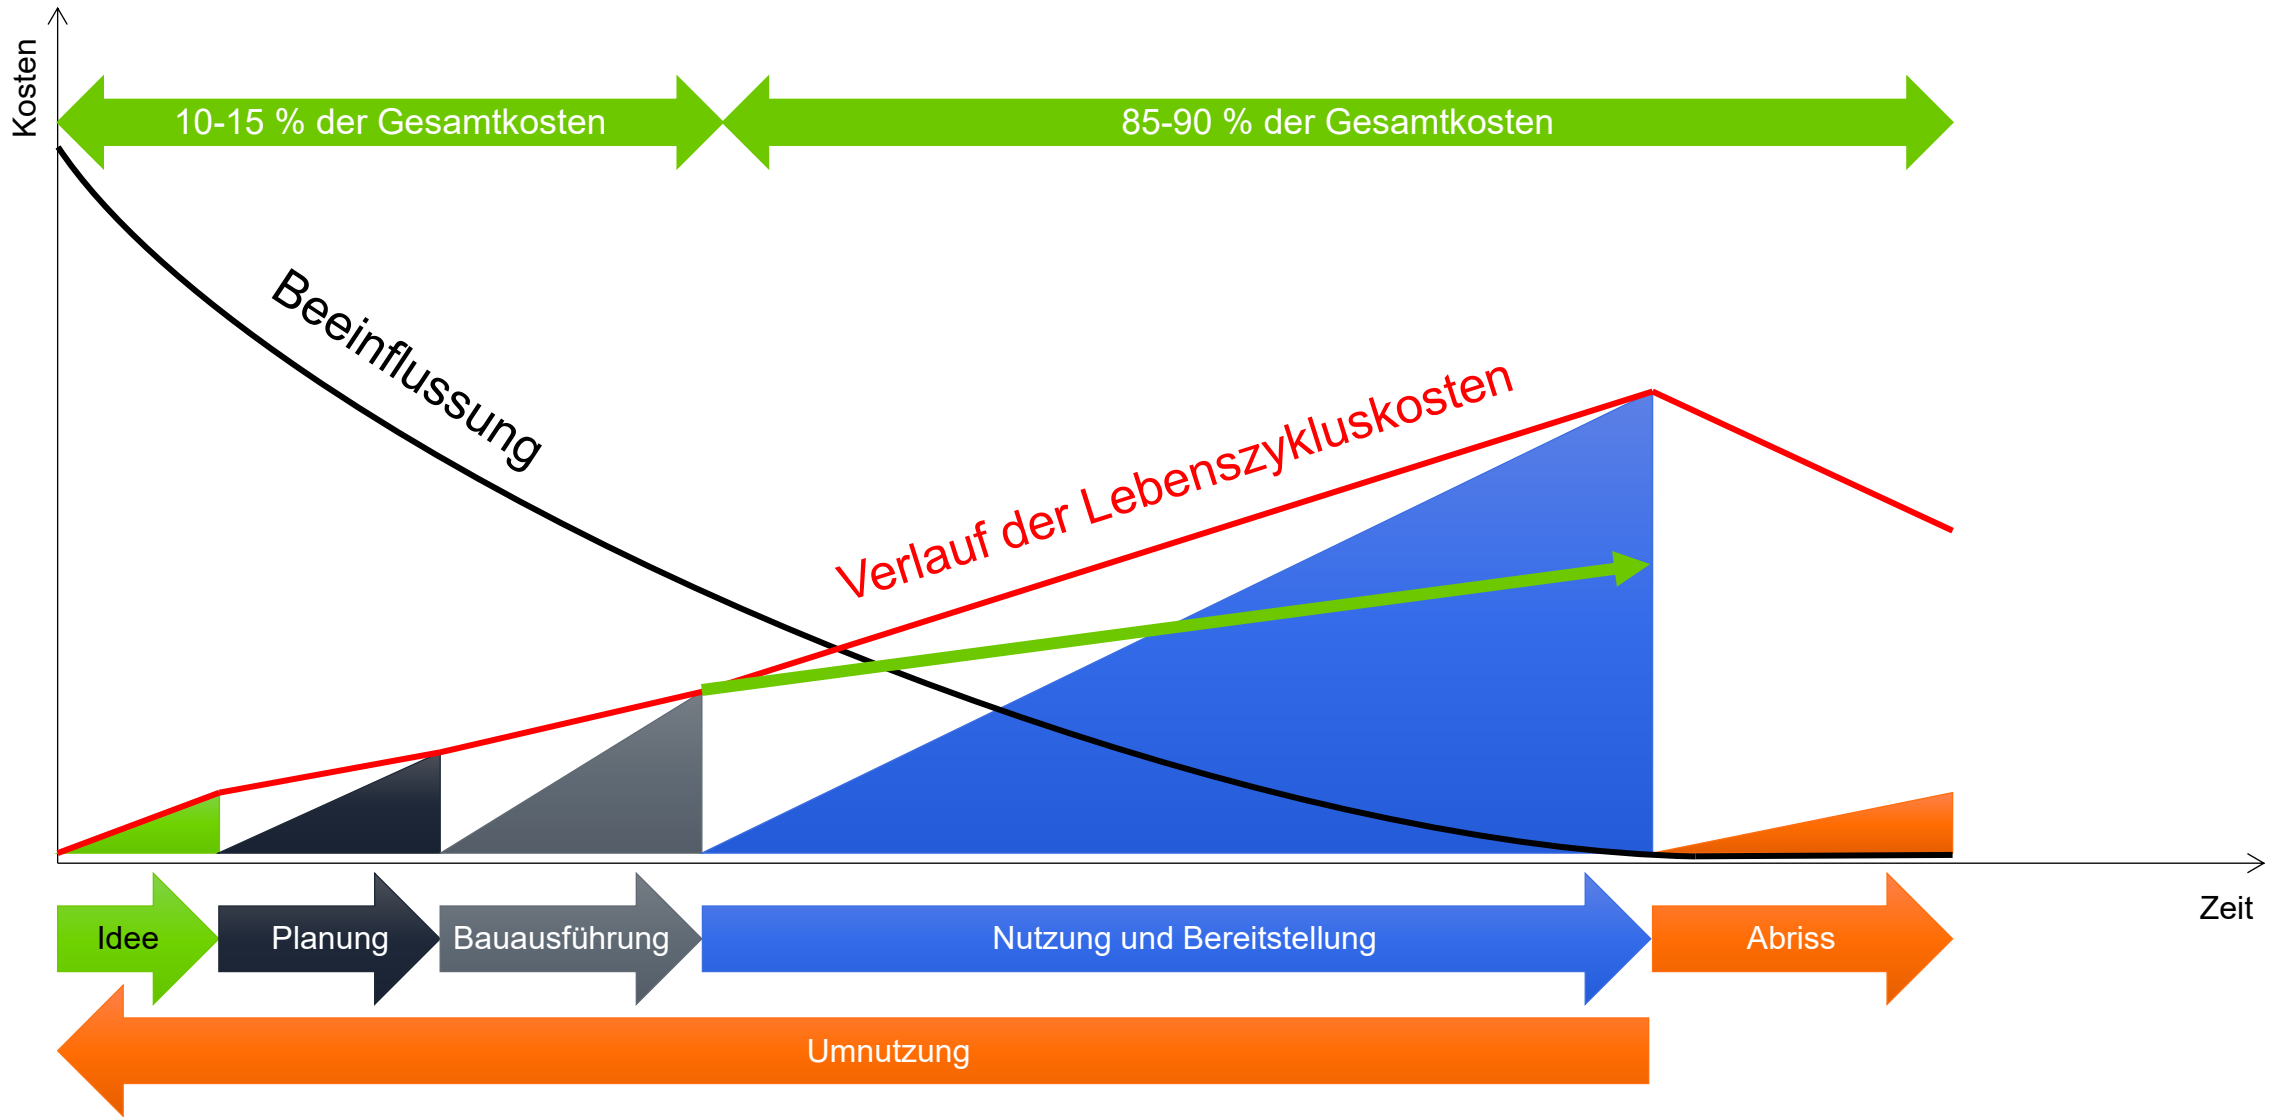 Kosten
10-15 % der Gesamtkosten
85-90 % der Gesamtkosten
Beeinflussung
Verlauf der Lebenszykluskosten
Zeit
Idee
Planung
Bauausführung
Nutzung und Bereitstellung
Abriss
Umnutzung